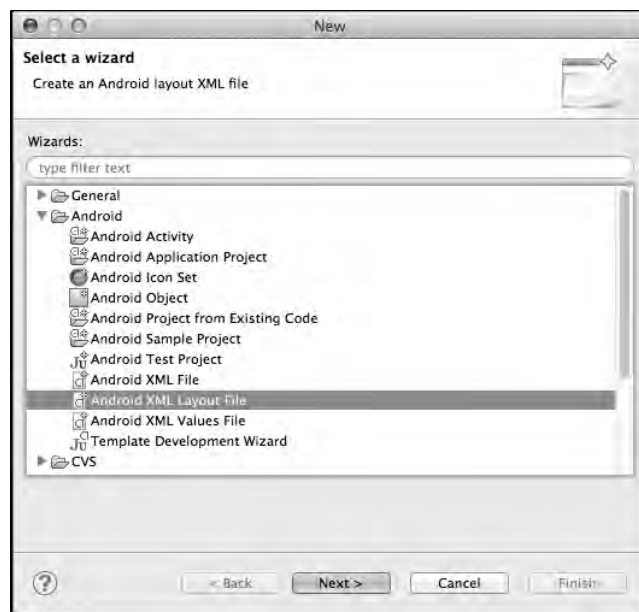 New
Select a wizard
Create an Android layout XML file
Wizards:
type filter text
General
Android
Android Activity
Android Application Project
Android Icon Set
Android Object
Android Project from Existing Code
Android Sample Project
Android Test Project
Android XML File
Android XML Layout File
Android XML Values File
Template Development Wizard
CVS
? < Back Next > Cancel Finish